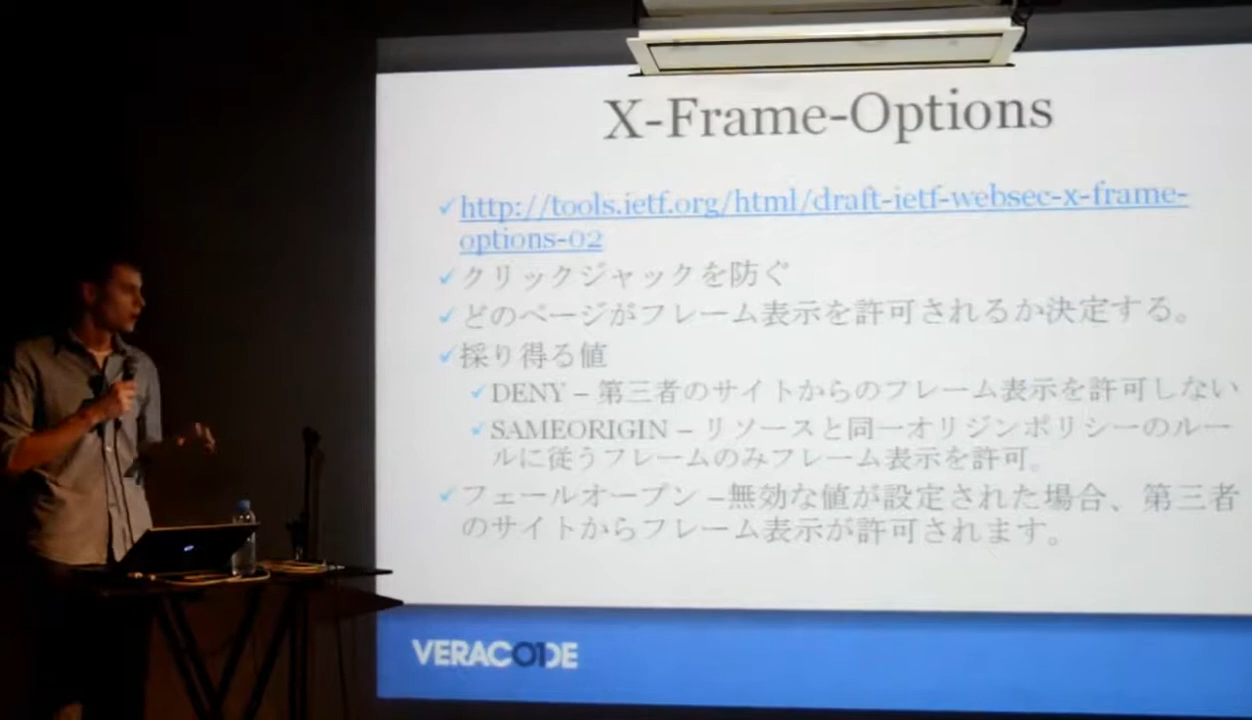 X-Frame-Options
✓http://tools.ietf.org/html/draft-ietf-websec-x-frame-
options-02
✓クリックジャックを防ぐ
✓どのページがフレーム表示を許可されるか決定する。
✓採り得る値
✓DENY – 第三者のサイトからのフレーム表示を許可しない
✓SAMEORIGIN – リソースと同一オリジンポリシーのルー
ルに従うフレームのみフレーム表示を許可。
✓フェールオープン –無効な値が設定された場合、第三者
のサイトからフレーム表示が許可されます。
VERACODE